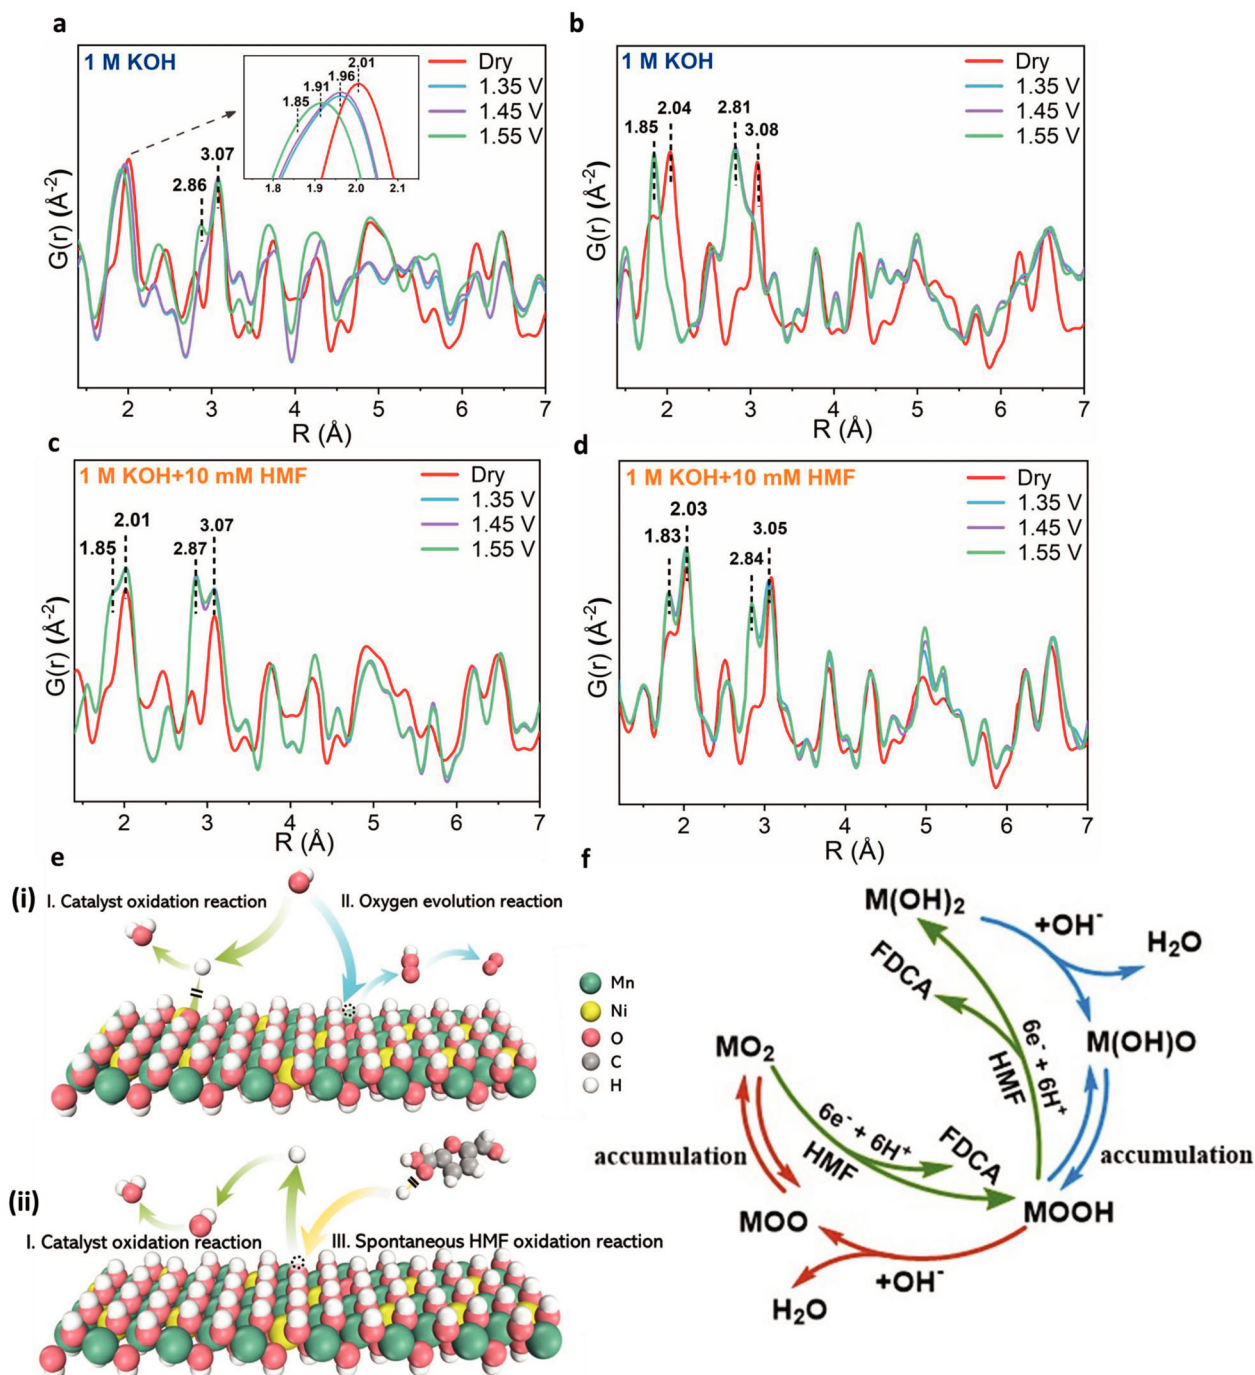 a
1 M KOH
Dry
1.35 V
1.45 V
1.55 V
2.01
1.96
1.91
1.85
1.8 1.9 2.0 2.1
3.07
2.86
G(r) (Å⁻²)
2 3 4 5 6 7
R (Å)
b
1 M KOH
Dry
1.35 V
1.45 V
1.55 V
1.85
2.04
2.81
3.08
G(r) (Å⁻²)
2 3 4 5 6 7
R (Å)
c
1 M KOH+10 mM HMF
Dry
1.35 V
1.45 V
1.55 V
2.01
1.85
3.07
2.87
G(r) (Å⁻²)
2 3 4 5 6 7
R (Å)
d
1 M KOH+10 mM HMF
Dry
1.35 V
1.45 V
1.55 V
2.03
1.83
3.05
2.84
G(r) (Å⁻²)
2 3 4 5 6 7
R (Å)
e
(i)
I. Catalyst oxidation reaction
II. Oxygen evolution reaction
Mn
Ni
O
C
H
(ii)
I. Catalyst oxidation reaction
III. Spontaneous HMF oxidation reaction
f
M(OH)2
+OH⁻
H₂O
FDCA
6e⁻ + 6H⁺
HMF
M(OH)O
MO₂
6e⁻ + 6H⁺
HMF
FDCA
accumulation
accumulation
MOO
MOOH
+OH⁻
H₂O